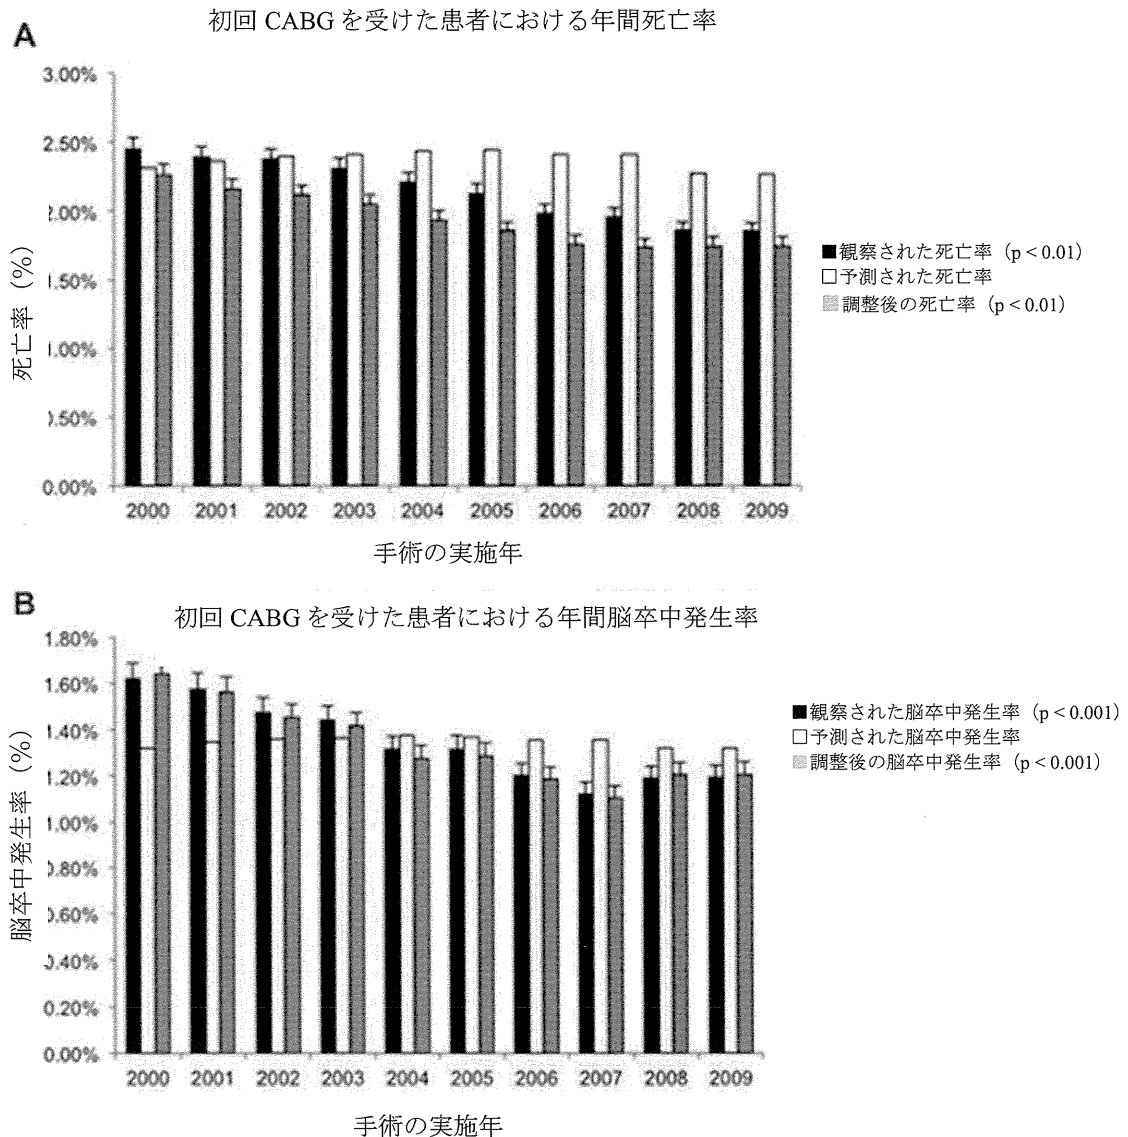 A
初回 CABG を受けた患者における年間死亡率
3.00%
2.50%
2.00%
1.50%
1.00%
0.50%
0.00%
死亡率（%）
2000 2001 2002 2003 2004 2005 2006 2007 2008 2009
手術の実施年
観察された死亡率（p < 0.01）
予測された死亡率
調整後の死亡率（p < 0.01）
B
初回 CABG を受けた患者における年間脳卒中発生率
1.80%
1.60%
1.40%
1.20%
1.00%
0.80%
0.60%
0.40%
0.20%
0.00%
脳卒中発生率（%）
2000 2001 2002 2003 2004 2005 2006 2007 2008 2009
手術の実施年
観察された脳卒中発生率（p < 0.001）
予測された脳卒中発生率
調整後の脳卒中発生率（p < 0.001）